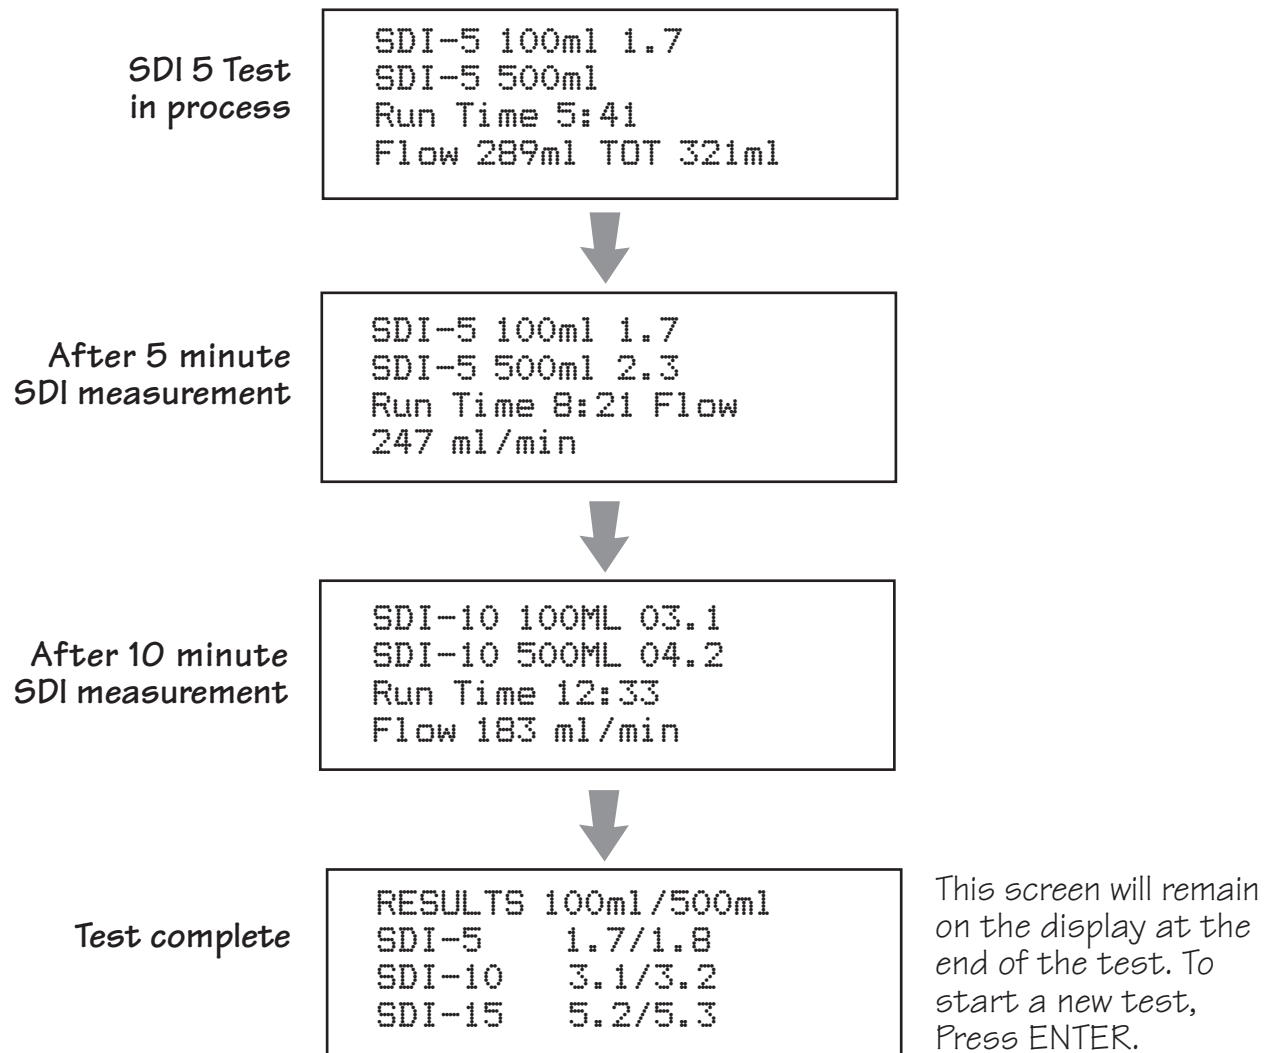 SDI 5 Test
in process
SDI-5 100ml 1.7
SDI-5 500ml
Run Time 5:41
Flow 289ml TOT 321ml
After 5 minute
SDI measurement
SDI-5 100ml 1.7
SDI-5 500ml 2.3
Run Time 8:21 Flow
247 ml/min
After 10 minute
SDI measurement
SDI-10 100ML 03.1
SDI-10 500ML 04.2
Run Time 12:33
Flow 183 ml/min
Test complete
RESULTS 100ml/500ml
SDI-5 1.7/1.8
SDI-10 3.1/3.2
SDI-15 5.2/5.3
This screen will remain
on the display at the
end of the test. To
start a new test,
Press ENTER.